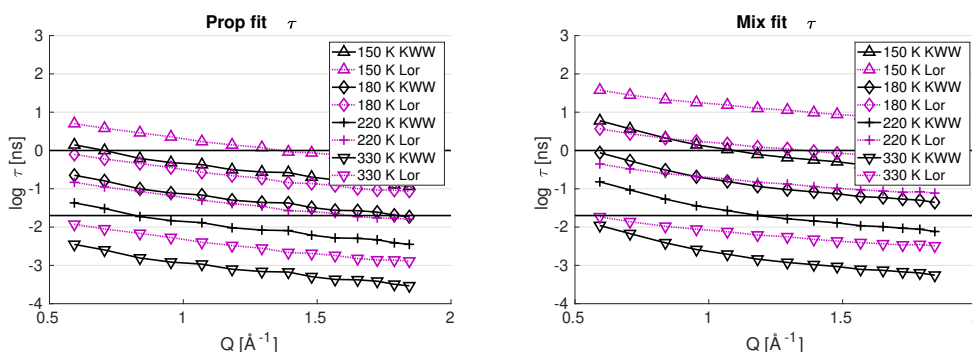 Prop fit τ
3
2
1
0
-1
-2
-3
-4
log τ [ns]
0.5
1
1.5
2
Q [Å⁻¹]
150 K KWW
150 K Lor
180 K KWW
180 K Lor
220 K KWW
220 K Lor
330 K KWW
330 K Lor
Mix fit τ
3
2
1
0
-1
-2
-3
-4
log τ [ns]
0.5
1
1.5
2
Q [Å⁻¹]
150 K KWW
150 K Lor
180 K KWW
180 K Lor
220 K KWW
220 K Lor
330 K KWW
330 K Lor